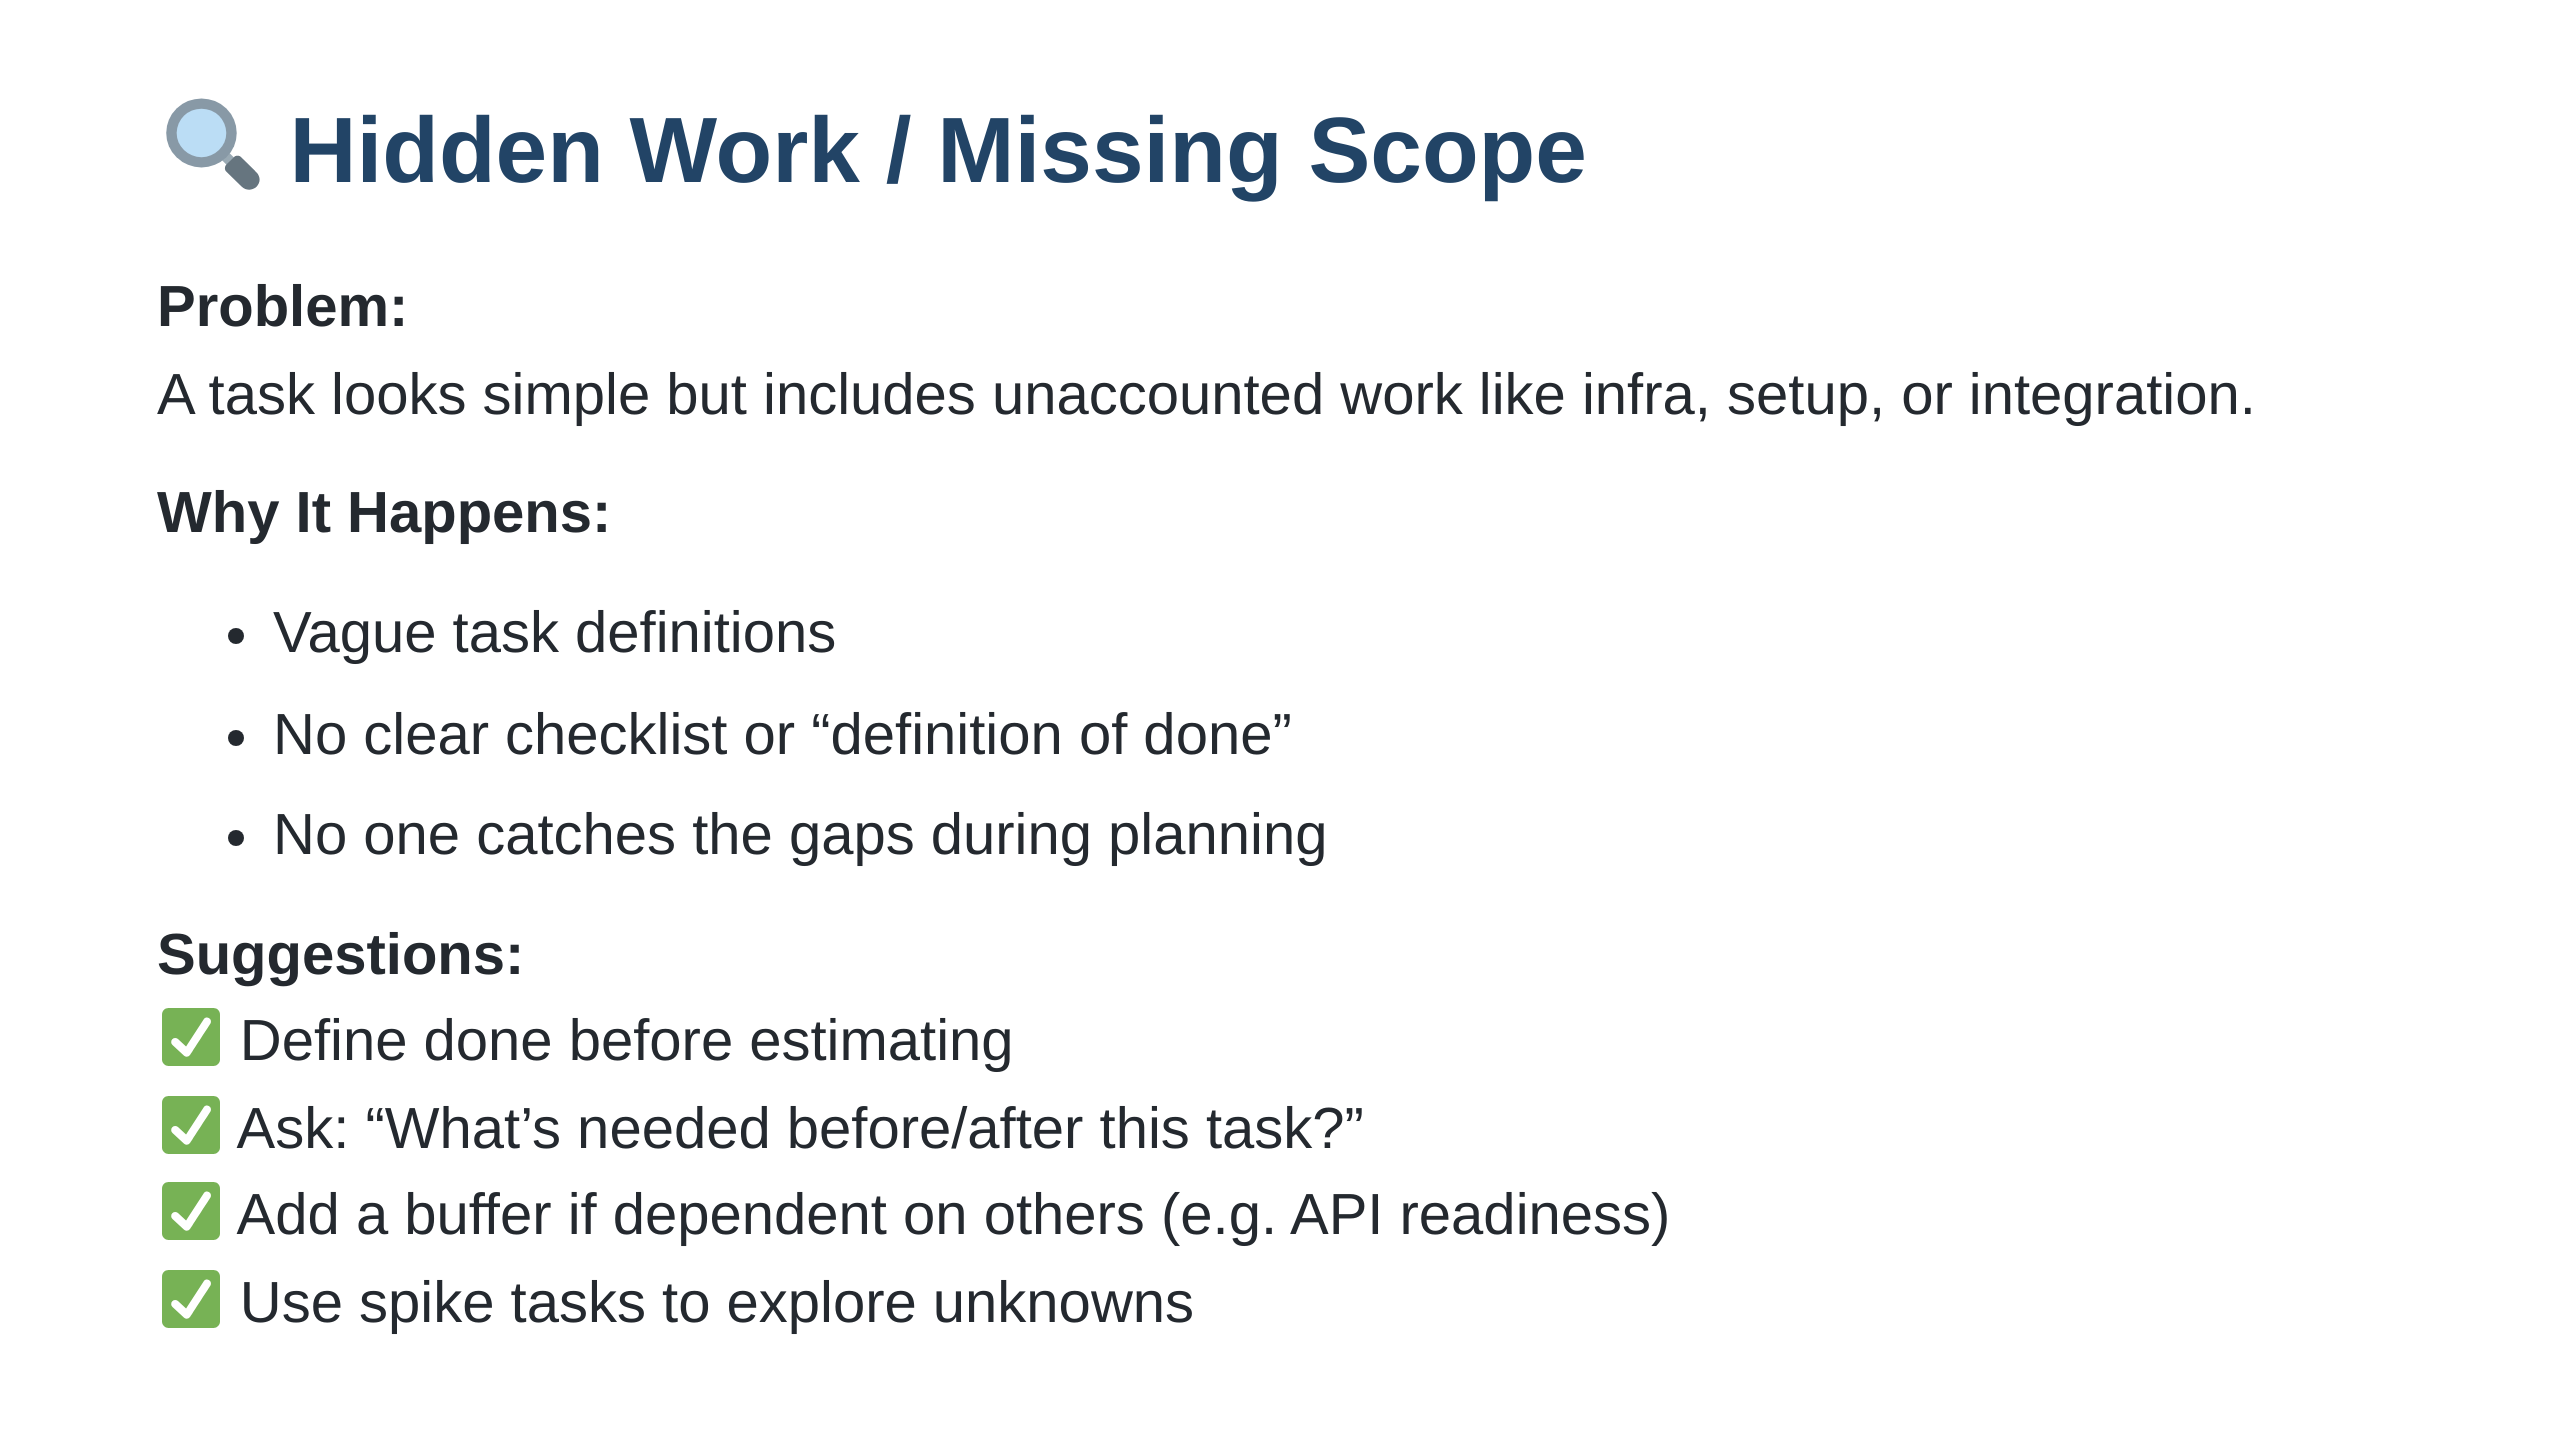 🔍 Hidden Work / Missing Scope
Problem:
A task looks simple but includes unaccounted work like infra, setup, or integration.
Why It Happens:
• Vague task definitions
• No clear checklist or “definition of done”
• No one catches the gaps during planning
Suggestions:
✅ Define done before estimating
✅ Ask: “What’s needed before/after this task?”
✅ Add a buffer if dependent on others (e.g. API readiness)
✅ Use spike tasks to explore unknowns